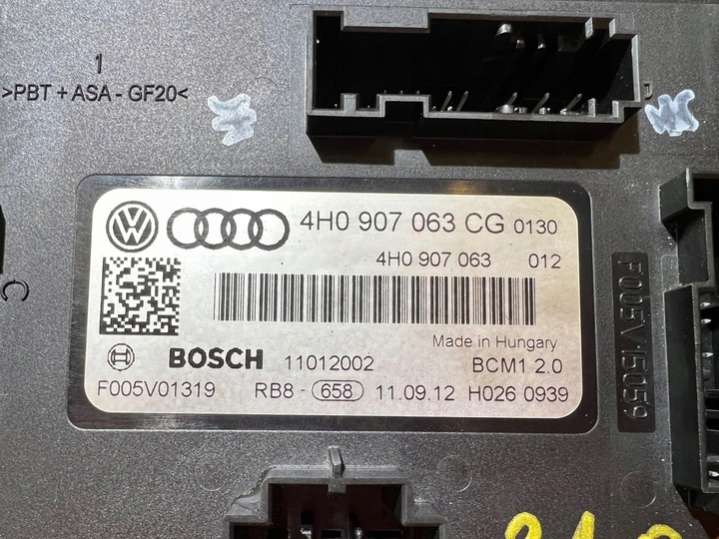 1
>PBT + ASA - GF20<
4H0 907 063 CG 0130
4H0 907 063 012
Made in Hungary
BOSCH 11012002 BCM1 2.0
F005V01319 RB8 - 658 11.09.12 H026 0939
F005V15059
C